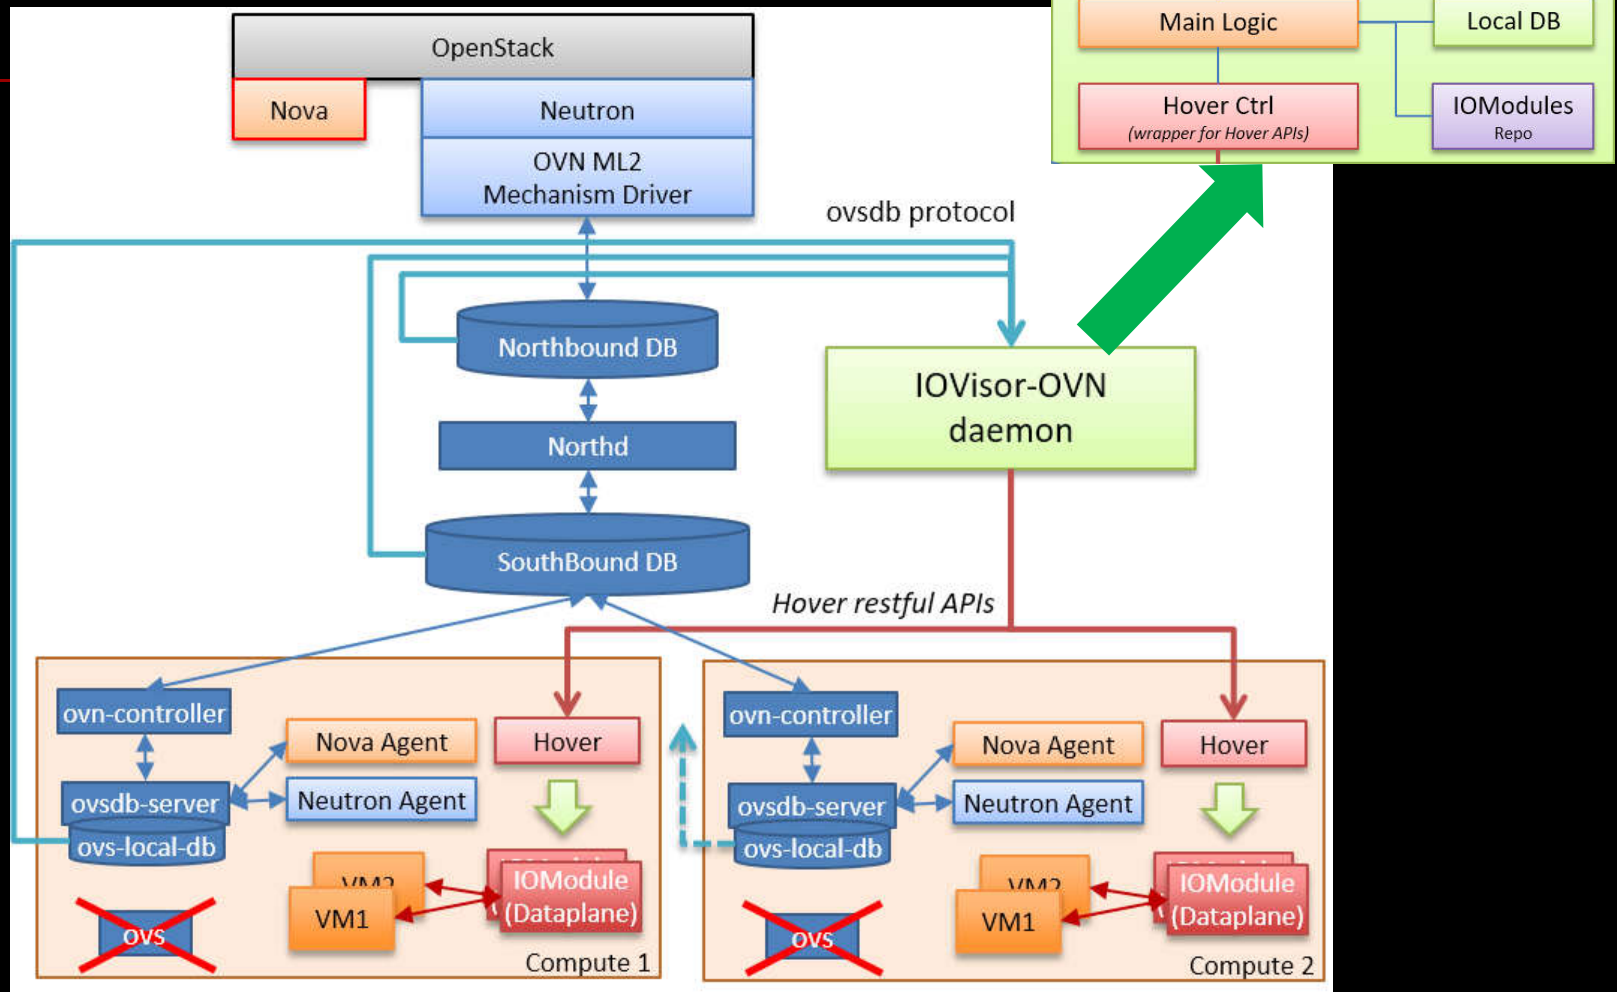 Main Logic
Local DB
Hover Ctrl
(wrapper for Hover APIs)
IOModules
Repo
OpenStack
Nova
Neutron
OVN ML2
Mechanism Driver
ovsdb protocol
Northbound DB
IOVisor-OVN
daemon
Northd
SouthBound DB
Hover restful APIs
ovn-controller
Nova Agent
Hover
ovsdb-server
Neutron Agent
ovs-local-db
VM2
VM1
IOModule
(Dataplane)
ovs
Compute 1
ovn-controller
Nova Agent
Hover
ovsdb-server
Neutron Agent
ovs-local-db
VM2
VM1
IOModule
(Dataplane)
ovs
Compute 2